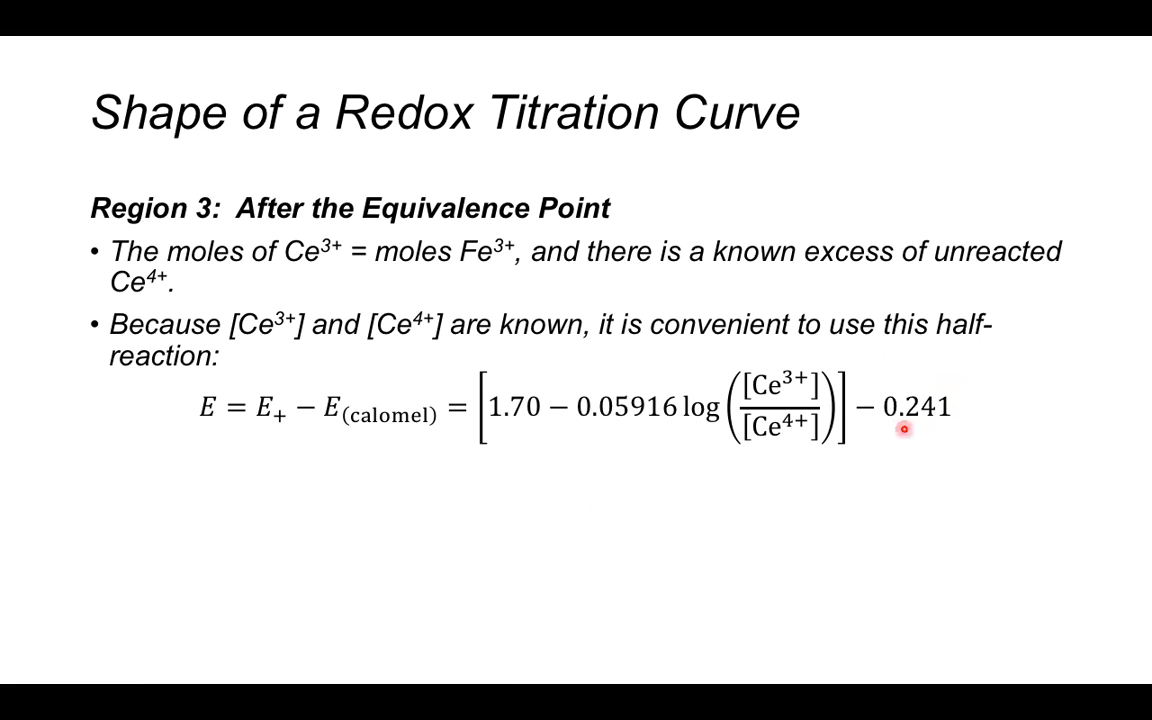 Shape of a Redox Titration Curve
Region 3: After the Equivalence Point
• The moles of Ce³⁺ = moles Fe³⁺, and there is a known excess of unreacted
Ce⁴⁺.
• Because [Ce³⁺] and [Ce⁴⁺] are known, it is convenient to use this half-
reaction:
E = E₊ − E₍calomel₎ = [1.70 − 0.05916 log([Ce³⁺]/[Ce⁴⁺])] − 0.241